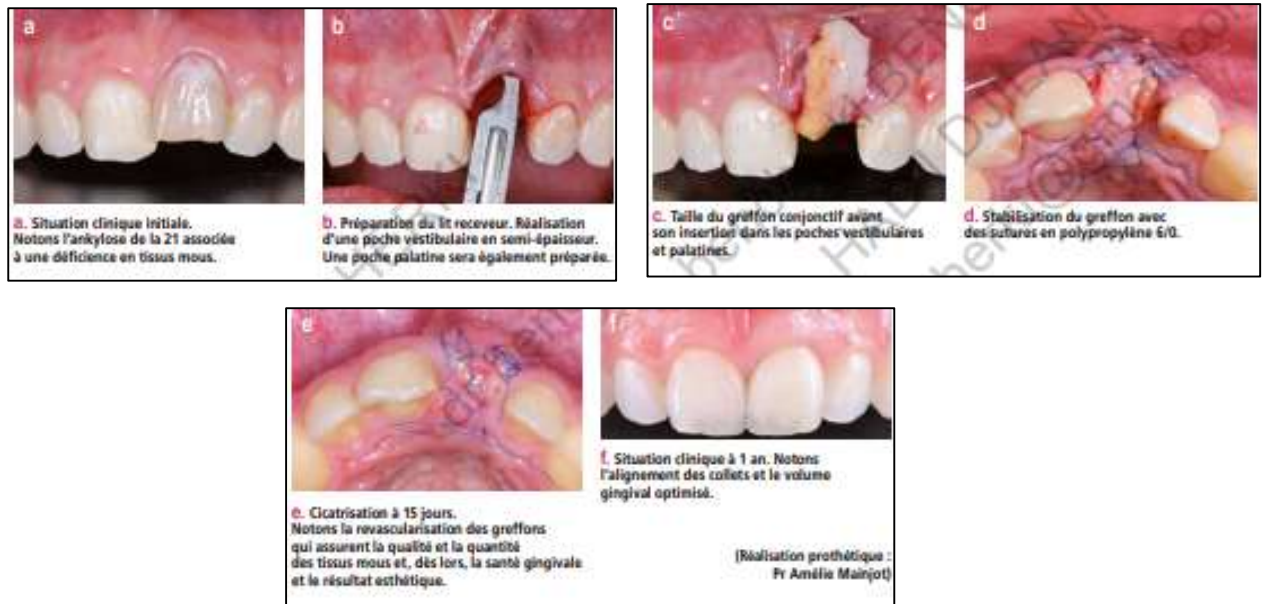 a
b
a. Situation clinique initiale.
Notons l'ankylose de la 21 associée
à une déficience en tissus mous.
b. Préparation du lit receveur. Réalisation
d'une poche vestibulaire en semi-épaisseur.
Une poche palatine sera également préparée.
c
d
c. Taille du greffon conjonctif avant
son insertion dans les poches vestibulaires
et palatines.
d. Stabilisation du greffon avec
des sutures en polypropylène 6/0.
e
f
e. Cicatrisation à 15 jours.
Notons la revascularisation des greffons
qui assurent la qualité et la quantité
des tissus mous et, dès lors, la santé gingivale
et le résultat esthétique.
f. Situation clinique à 1 an. Notons
l'alignement des collets et le volume
gingival optimisé.
(Réalisation prothétique :
Pr Amélie Mainjot)